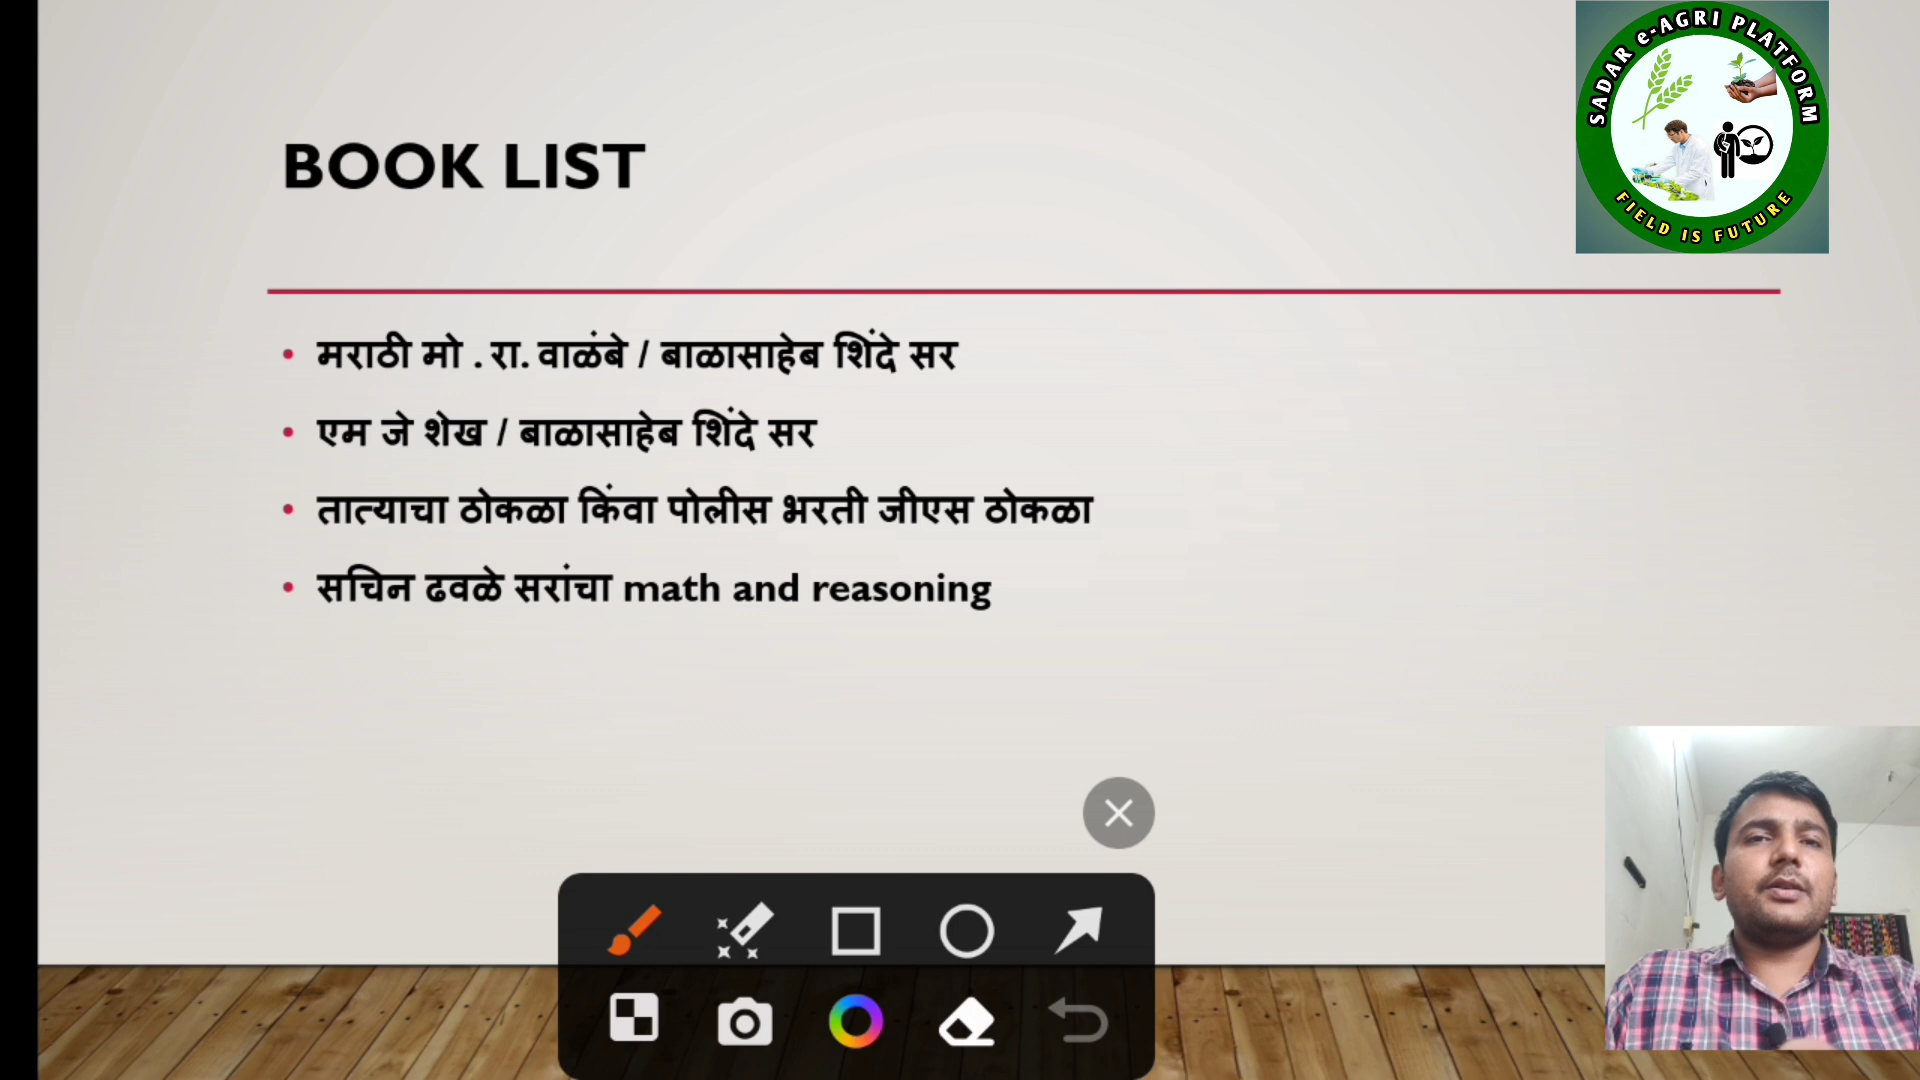 SADAR e-AGRI PLATFORM
FIELD IS FUTURE
BOOK LIST
• मराठी मो . रा. वाळंबे / बाळासाहेब शिंदे सर
• एम जे शेख / बाळासाहेब शिंदे सर
• तात्याचा ठोकळा किंवा पोलीस भरती जीएस ठोकळा
• सचिन ढवळे सरांचा math and reasoning